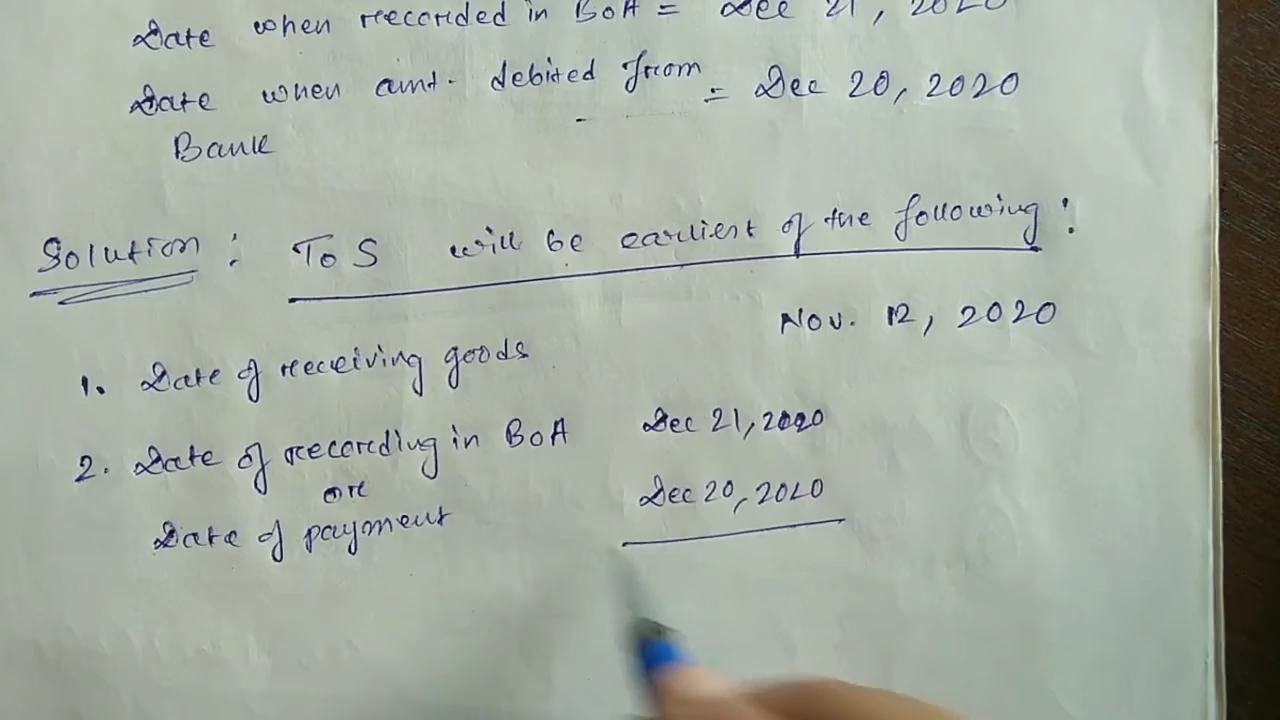 Date when recorded in BoA = Dec 21, 2020
Date when amt. debited from = Dec 20, 2020
Bank
Solution : ToS will be earliest of the following :
Nov. 12, 2020
1. Date of receiving goods
2. Date of recording in BoA Dec 21, 2020
or
Date of payment Dec 20, 2020